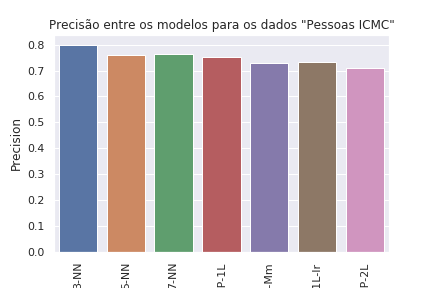 Precisão entre os modelos para os dados "Pessoas ICMC"
Precision
0.8
0.7
0.6
0.5
0.4
0.3
0.2
0.1
0.0
3-NN
5-NN
7-NN
P-1L
-Mm
1L-lr
P-2L